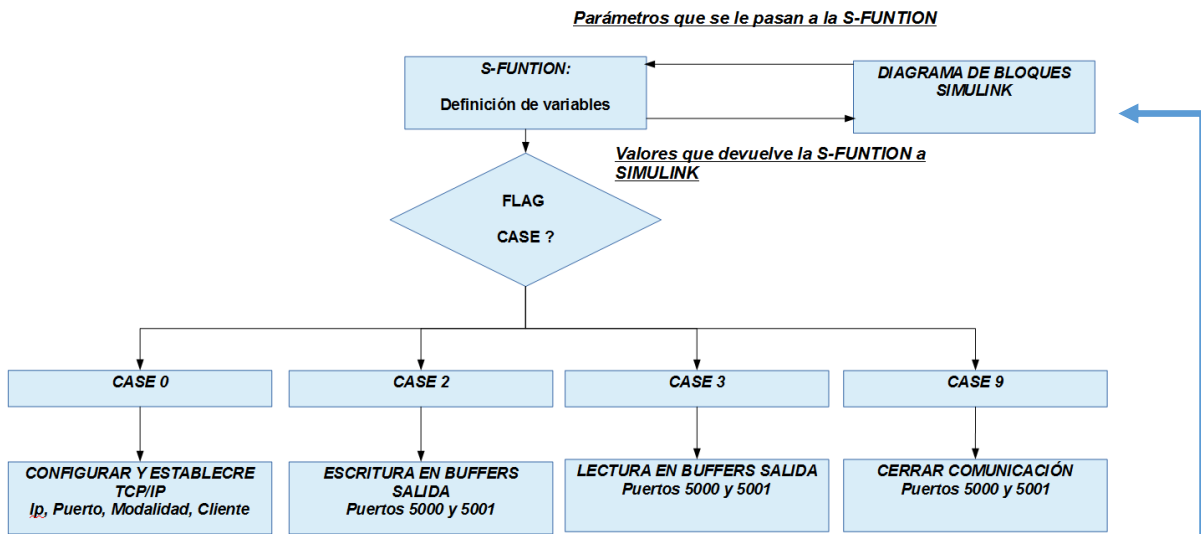 Parámetros que se le pasan a la S-FUNTION
S-FUNTION:
Definición de variables
DIAGRAMA DE BLOQUES
SIMULINK
Valores que devuelve la S-FUNTION a
SIMULINK
FLAG
CASE ?
CASE 0
CASE 2
CASE 3
CASE 9
CONFIGURAR Y ESTABLECRE
TCP/IP
Ip, Puerto, Modalidad, Cliente
ESCRITURA EN BUFFERS
SALIDA
Puertos 5000 y 5001
LECTURA EN BUFFERS SALIDA
Puertos 5000 y 5001
CERRAR COMUNICACIÓN
Puertos 5000 y 5001